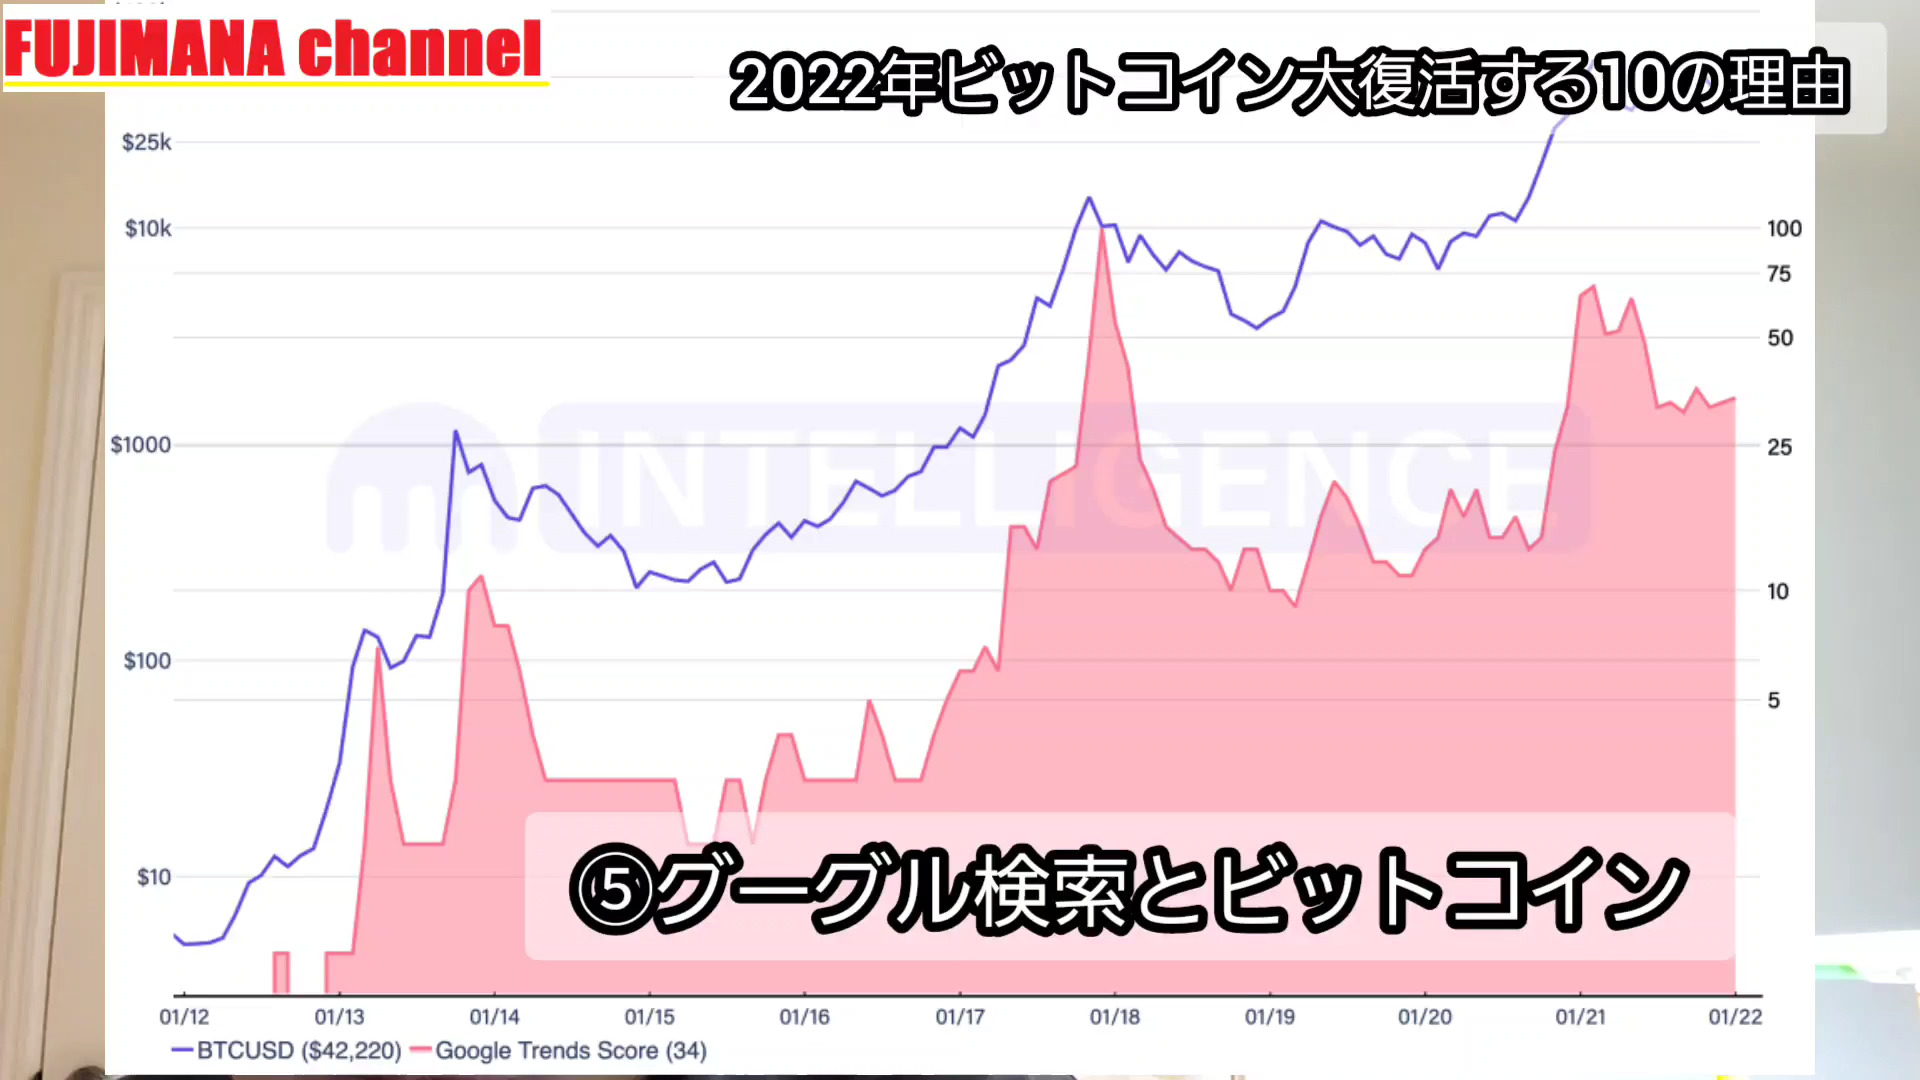 FUJIMANA channel
2022年ビットコイン大復活する10の理由
$25k
$10k
$1000
$100
$10
100
75
50
25
10
5
INTELLIGENCE
⑤グーグル検索とビットコイン
01/12 01/13 01/14 01/15 01/16 01/17 01/18 01/19 01/20 01/21 01/22
BTCUSD ($42,220) Google Trends Score (34)